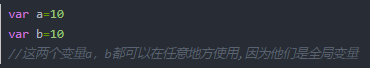 var a=10
var b=10
//这两个变量a，b都可以在任意地方使用,因为他们是全局变量